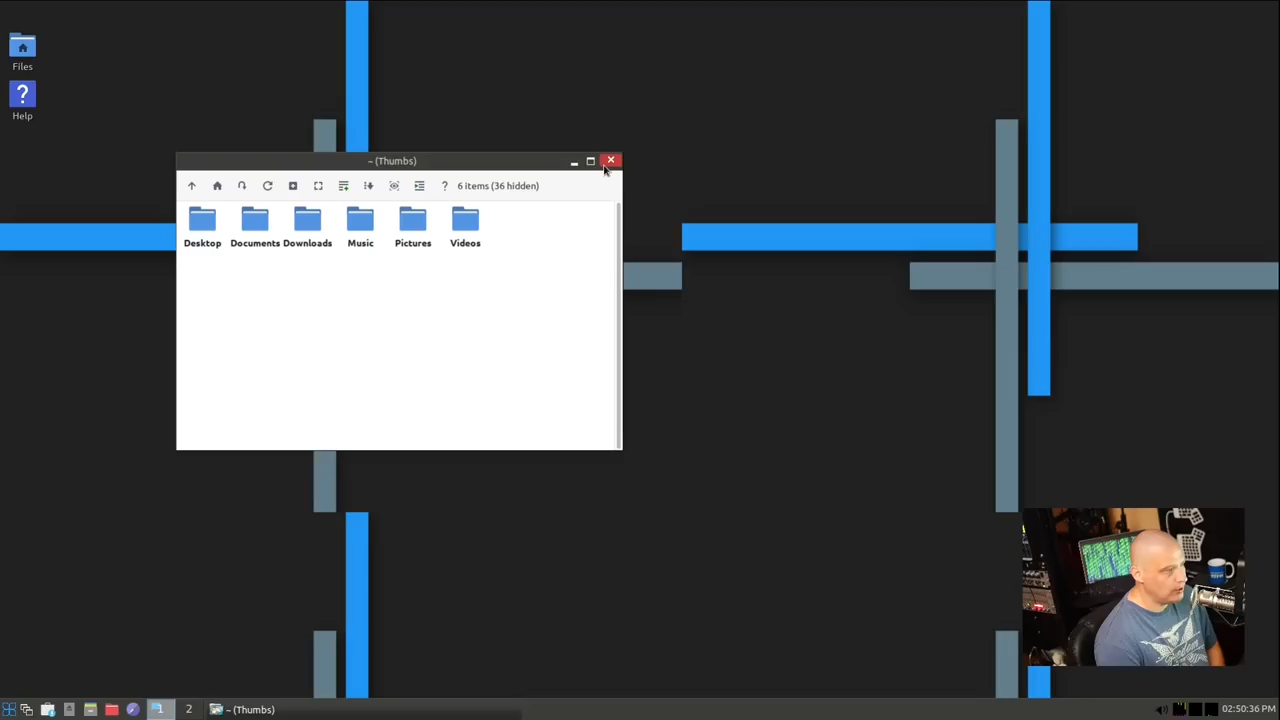 Files
?
Help
~ (Thumbs)
? 6 items (36 hidden)
Desktop Documents Downloads Music Pictures Videos
1 2 ~ (Thumbs) 02:50:36 PM